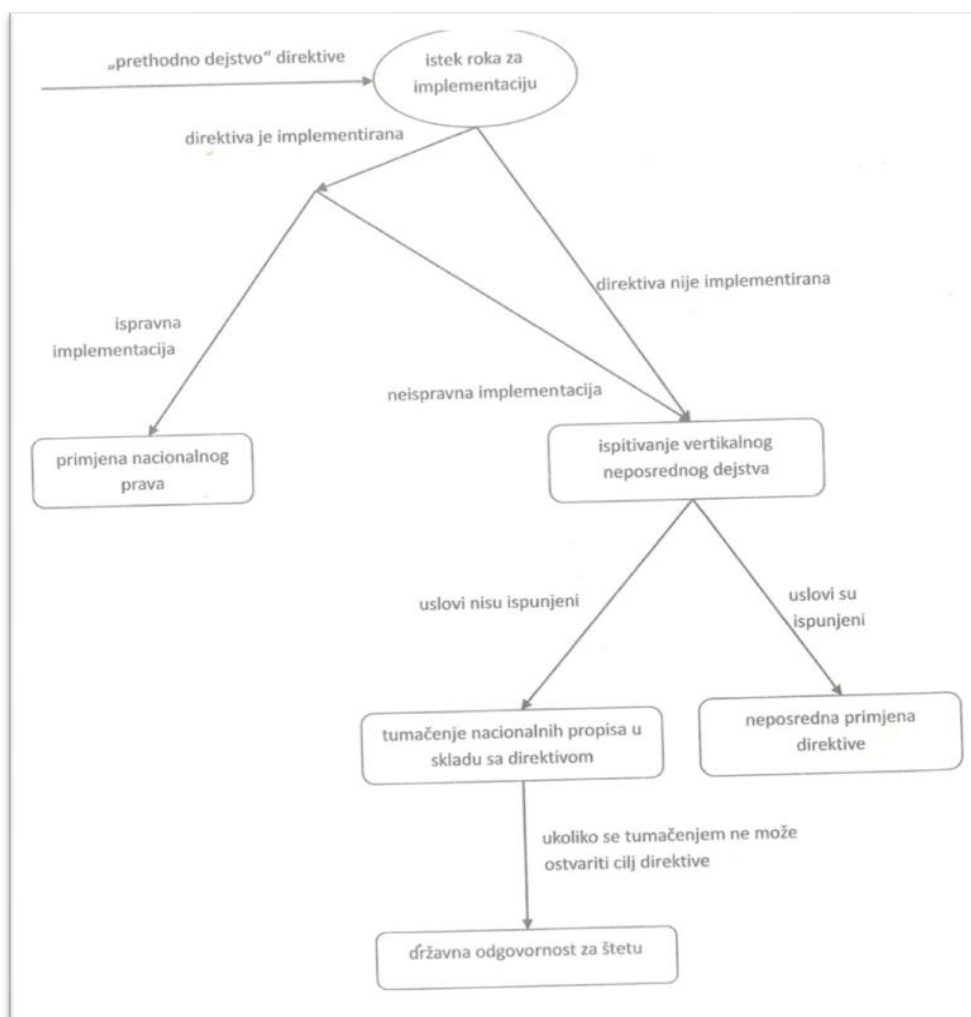 „prethodno dejstvo“ direktive
istek roka za
implementaciju
direktiva je implementirana
direktiva nije implementirana
ispravna
implementacija
neispravna implementacija
primjena nacionalnog
prava
ispitivanje vertikalnog
neposrednog dejstva
uslovi nisu ispunjeni
uslovi su
ispunjeni
tumačenje nacionalnih propisa u
skladu sa direktivom
neposredna primjena
direktive
ukoliko se tumačenjem ne može
ostvariti cilj direktive
državna odgovornost za štetu